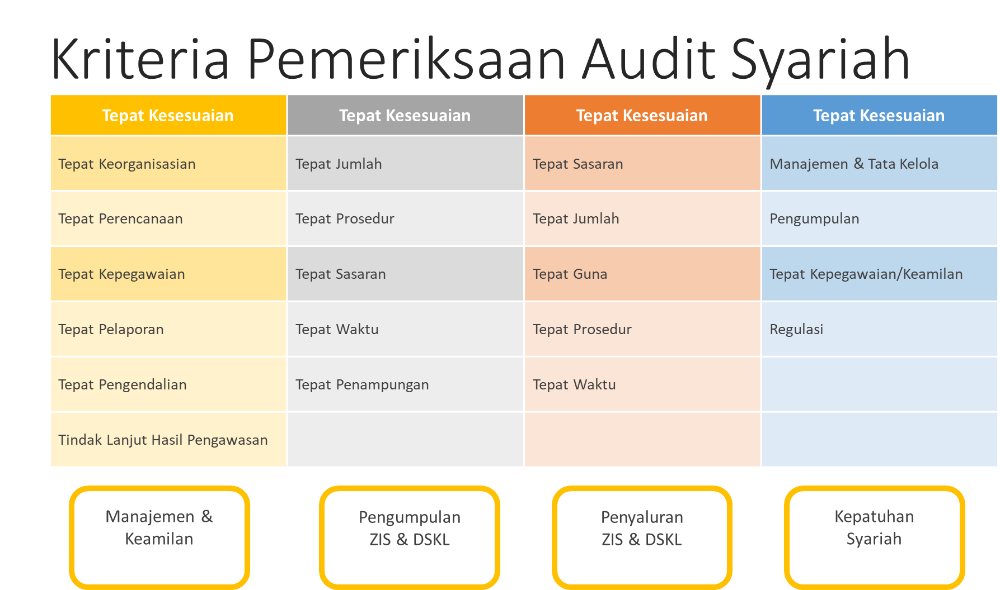 Kriteria Pemeriksaan Audit Syariah
Tepat Kesesuaian Tepat Kesesuaian Tepat Kesesuaian Tepat Kesesuaian
Tepat Keorganisasian Tepat Jumlah Tepat Sasaran Manajemen & Tata Kelola
Tepat Perencanaan Tepat Prosedur Tepat Jumlah Pengumpulan
Tepat Kepegawaian Tepat Sasaran Tepat Guna Tepat Kepegawaian/Keamilan
Tepat Pelaporan Tepat Waktu Tepat Prosedur Regulasi
Tepat Pengendalian Tepat Penampungan Tepat Waktu
Tindak Lanjut Hasil Pengawasan
Manajemen &
Keamilan
Pengumpulan
ZIS & DSKL
Penyaluran
ZIS & DSKL
Kepatuhan
Syariah